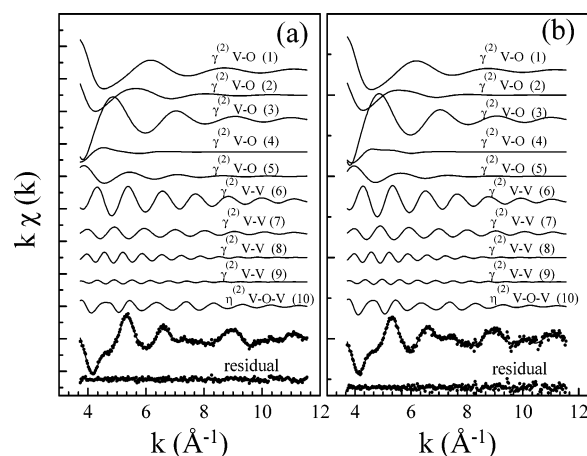 (a)
γ(2) V-O (1)
γ(2) V-O (2)
γ(2) V-O (3)
γ(2) V-O (4)
γ(2) V-O (5)
γ(2) V-V (6)
γ(2) V-V (7)
γ(2) V-V (8)
γ(2) V-V (9)
η(2) V-O-V (10)
residual
4 6 8 10 12
k (Å-1)
k χ (k)
(b)
γ(2) V-O (1)
γ(2) V-O (2)
γ(2) V-O (3)
γ(2) V-O (4)
γ(2) V-O (5)
γ(2) V-V (6)
γ(2) V-V (7)
γ(2) V-V (8)
γ(2) V-V (9)
η(2) V-O-V (10)
residual
4 6 8 10 12
k (Å-1)